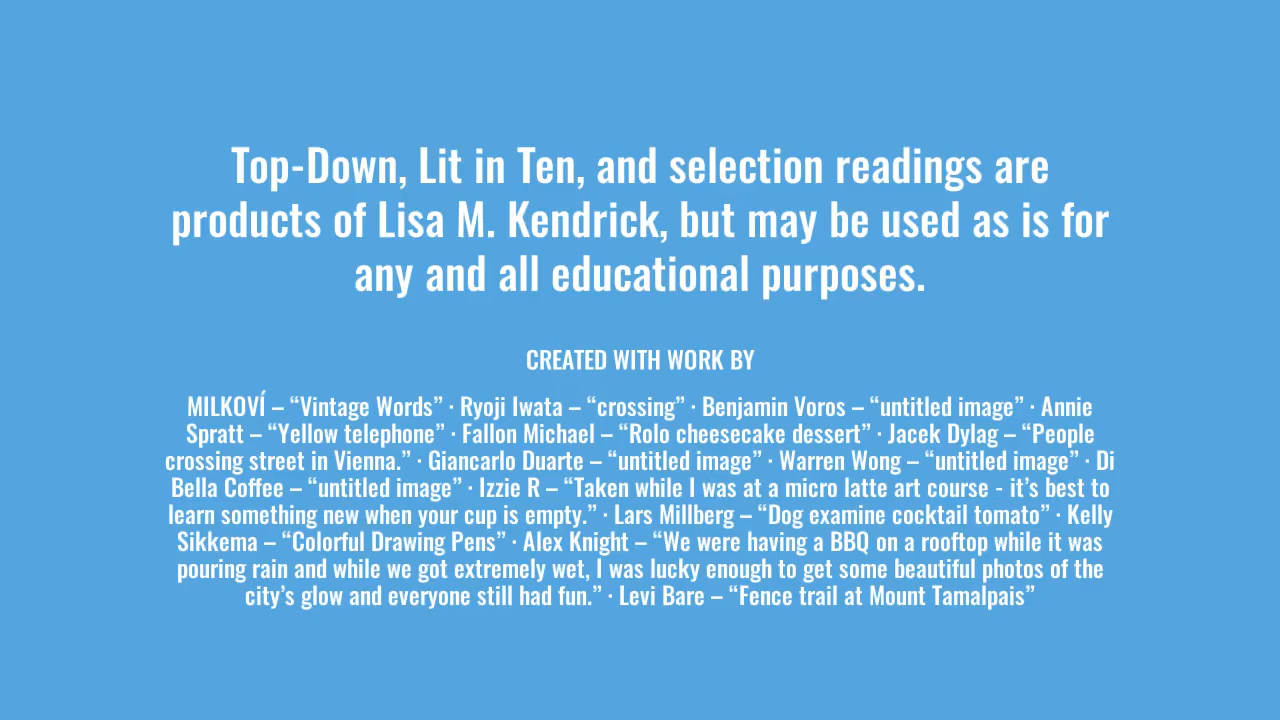 Top-Down, Lit in Ten, and selection readings are
products of Lisa M. Kendrick, but may be used as is for
any and all educational purposes.
CREATED WITH WORK BY
MILKOVÍ – “Vintage Words” · Ryoji Iwata – “crossing” · Benjamin Voros – “untitled image” · Annie
Spratt – “Yellow telephone” · Fallon Michael – “Rolo cheesecake dessert” · Jacek Dylag – “People
crossing street in Vienna.” · Giancarlo Duarte – “untitled image” · Warren Wong – “untitled image” · Di
Bella Coffee – “untitled image” · Izzie R – “Taken while I was at a micro latte art course - it’s best to
learn something new when your cup is empty.” · Lars Millberg – “Dog examine cocktail tomato” · Kelly
Sikkema – “Colorful Drawing Pens” · Alex Knight – “We were having a BBQ on a rooftop while it was
pouring rain and while we got extremely wet, I was lucky enough to get some beautiful photos of the
city’s glow and everyone still had fun.” · Levi Bare – “Fence trail at Mount Tamalpais”